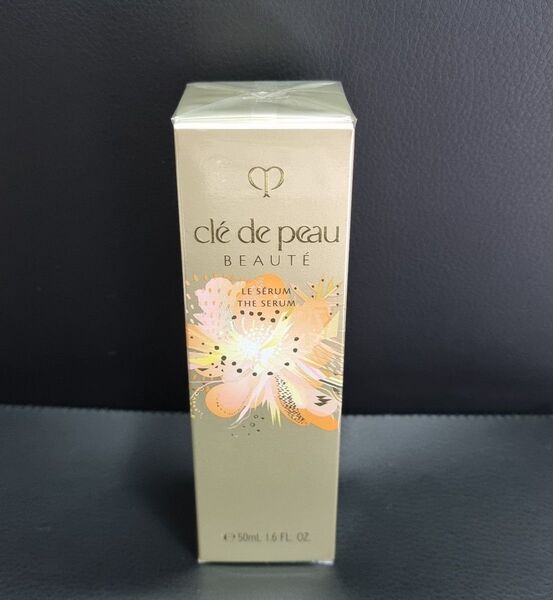 clé de peau
BEAUTÉ
LE SÉRUM
THE SERUM
℮ 50mL 1.6 FL. OZ.